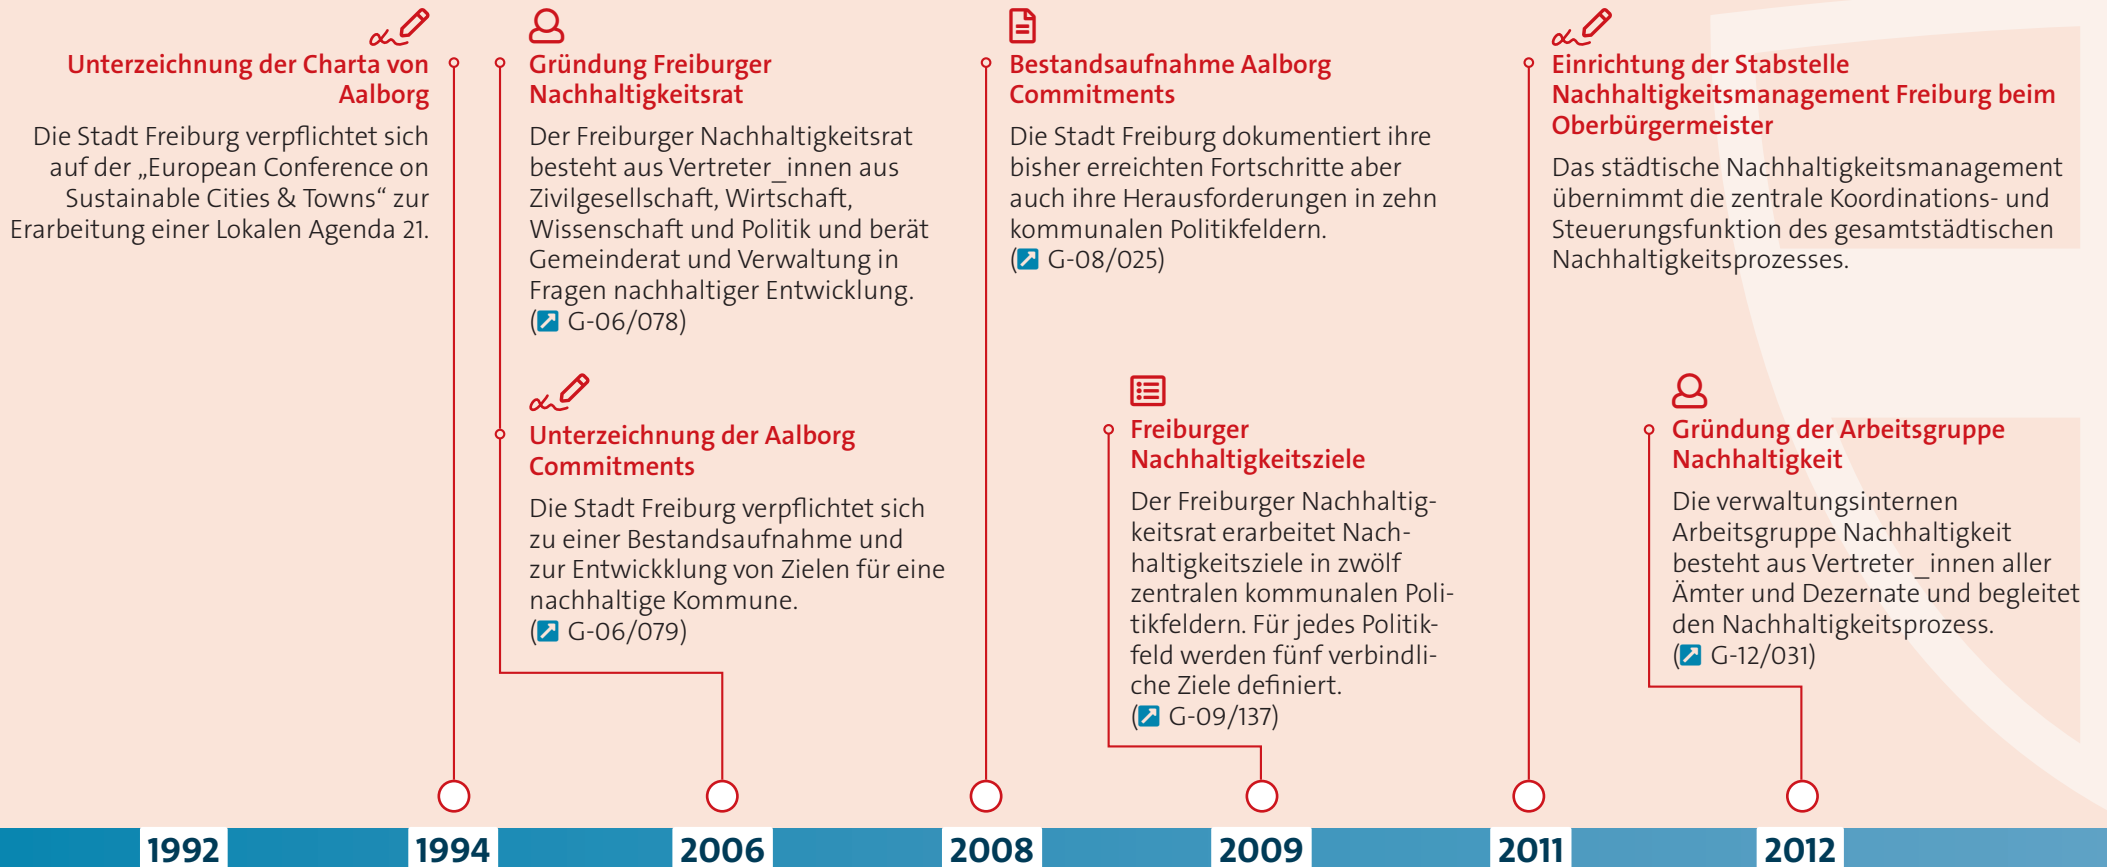 Unterzeichnung der Charta von
Aalborg
Die Stadt Freiburg verpflichtet sich
auf der „European Conference on
Sustainable Cities & Towns“ zur
Erarbeitung einer Lokalen Agenda 21.
Gründung Freiburger
Nachhaltigkeitsrat
Der Freiburger Nachhaltigkeitsrat
besteht aus Vertreter_innen aus
Zivilgesellschaft, Wirtschaft,
Wissenschaft und Politik und berät
Gemeinderat und Verwaltung in
Fragen nachhaltiger Entwicklung.
( G-06/078)
Unterzeichnung der Aalborg
Commitments
Die Stadt Freiburg verpflichtet sich
zu einer Bestandsaufnahme und
zur Entwickklung von Zielen für eine
nachhaltige Kommune.
( G-06/079)
Bestandsaufnahme Aalborg
Commitments
Die Stadt Freiburg dokumentiert ihre
bisher erreichten Fortschritte aber
auch ihre Herausforderungen in zehn
kommunalen Politikfeldern.
( G-08/025)
Freiburger
Nachhaltigkeitsziele
Der Freiburger Nachhaltig-
keitsrat erarbeitet Nach-
haltigkeitsziele in zwölf
zentralen kommunalen Poli-
tikfeldern. Für jedes Politik-
feld werden fünf verbindli-
che Ziele definiert.
( G-09/137)
Einrichtung der Stabstelle
Nachhaltigkeitsmanagement Freiburg beim
Oberbürgermeister
Das städtische Nachhaltigkeitsmanagement
übernimmt die zentrale Koordinations- und
Steuerungsfunktion des gesamtstädtischen
Nachhaltigkeitsprozesses.
Gründung der Arbeitsgruppe
Nachhaltigkeit
Die verwaltungsinternen
Arbeitsgruppe Nachhaltigkeit
besteht aus Vertreter_innen aller
Ämter und Dezernate und begleitet
den Nachhaltigkeitsprozess.
( G-12/031)
1992 1994 2006 2008 2009 2011 2012